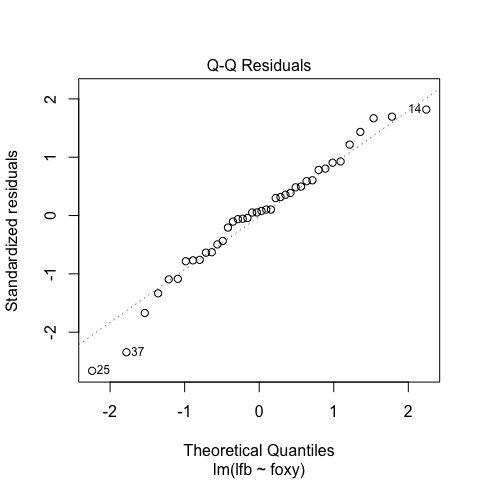 Q-Q Residuals
Standardized residuals
2
1
0
-1
-2
14
37
25
-2 -1 0 1 2
Theoretical Quantiles
lm(lfb ~ foxy)